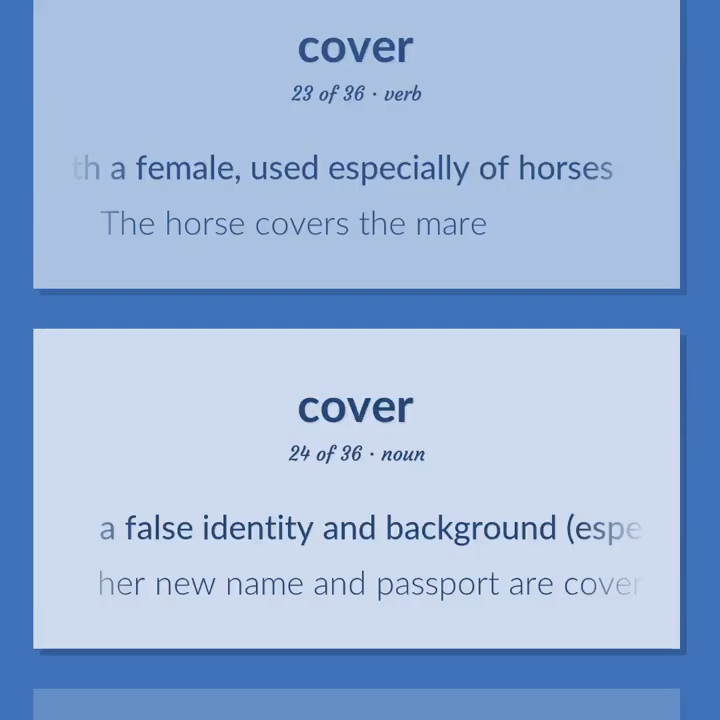 cover
23 of 36 · verb
th a female, used especially of horses
The horse covers the mare
cover
24 of 36 · noun
a false identity and background (espe
her new name and passport are cover